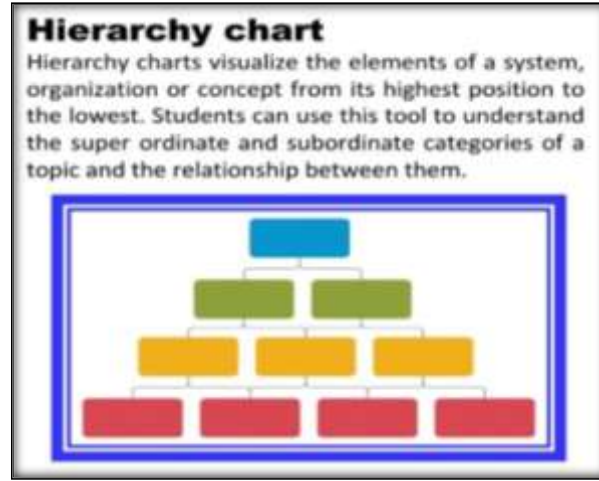 Hierarchy chart
Hierarchy charts visualize the elements of a system,
organization or concept from its highest position to
the lowest. Students can use this tool to understand
the super ordinate and subordinate categories of a
topic and the relationship between them.